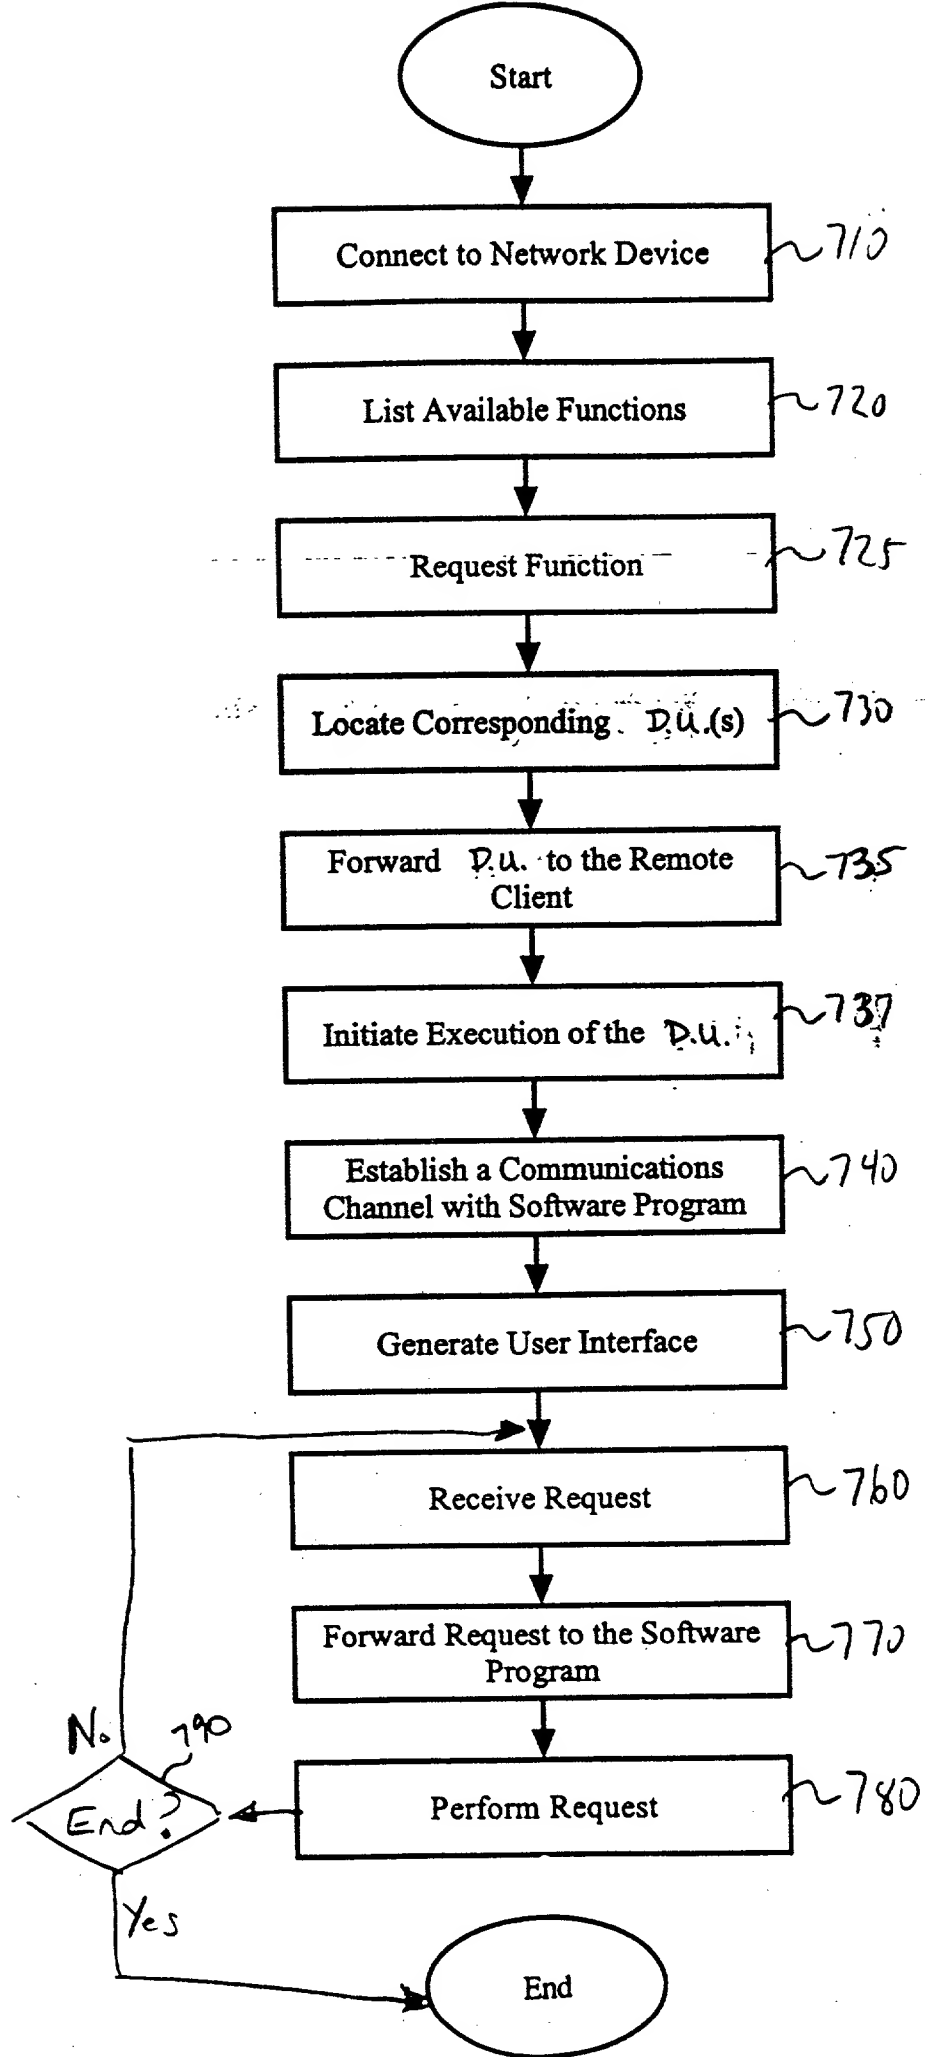 Start
Connect to Network Device
710
List Available Functions
720
Request Function
725
Locate Corresponding D.U.(s)
730
Forward D.U. to the Remote
Client
735
Initiate Execution of the D.U.
737
Establish a Communications
Channel with Software Program
740
Generate User Interface
750
Receive Request
760
Forward Request to the Software
Program
770
No
790
End?
Perform Request
780
Yes
End